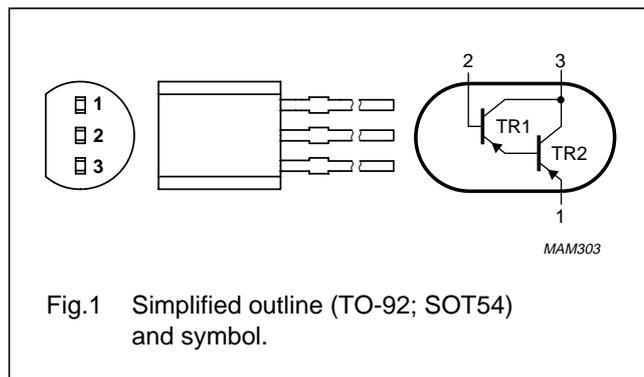 1
2
3
2
3
TR1
TR2
1
MAM303
Fig.1 Simplified outline (TO-92; SOT54)
and symbol.